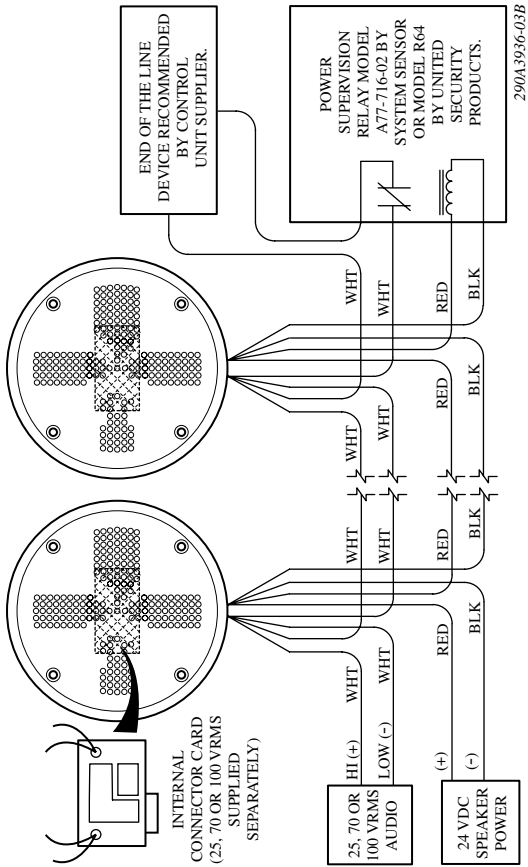 END OF THE LINE
DEVICE RECOMMENDED
BY CONTROL
UNIT SUPPLIER.
POWER
SUPERVISION
RELAY MODEL
A77-716-02 BY
SYSTEM SENSOR
OR MODEL R64
BY UNITED
SECURITY
PRODUCTS.
INTERNAL
CONNECTOR CARD
(25, 70 OR 100 VRMS
SUPPLIED
SEPARATELY)
25, 70 OR
100 VRMS
AUDIO
HI (+)
LOW (-)
WHT
WHT
WHT
WHT
WHT
WHT
WHT
WHT
24 VDC
SPEAKER
POWER
(+)
(-)
RED
BLK
RED
BLK
RED
BLK
RED
BLK
290A3936-03B